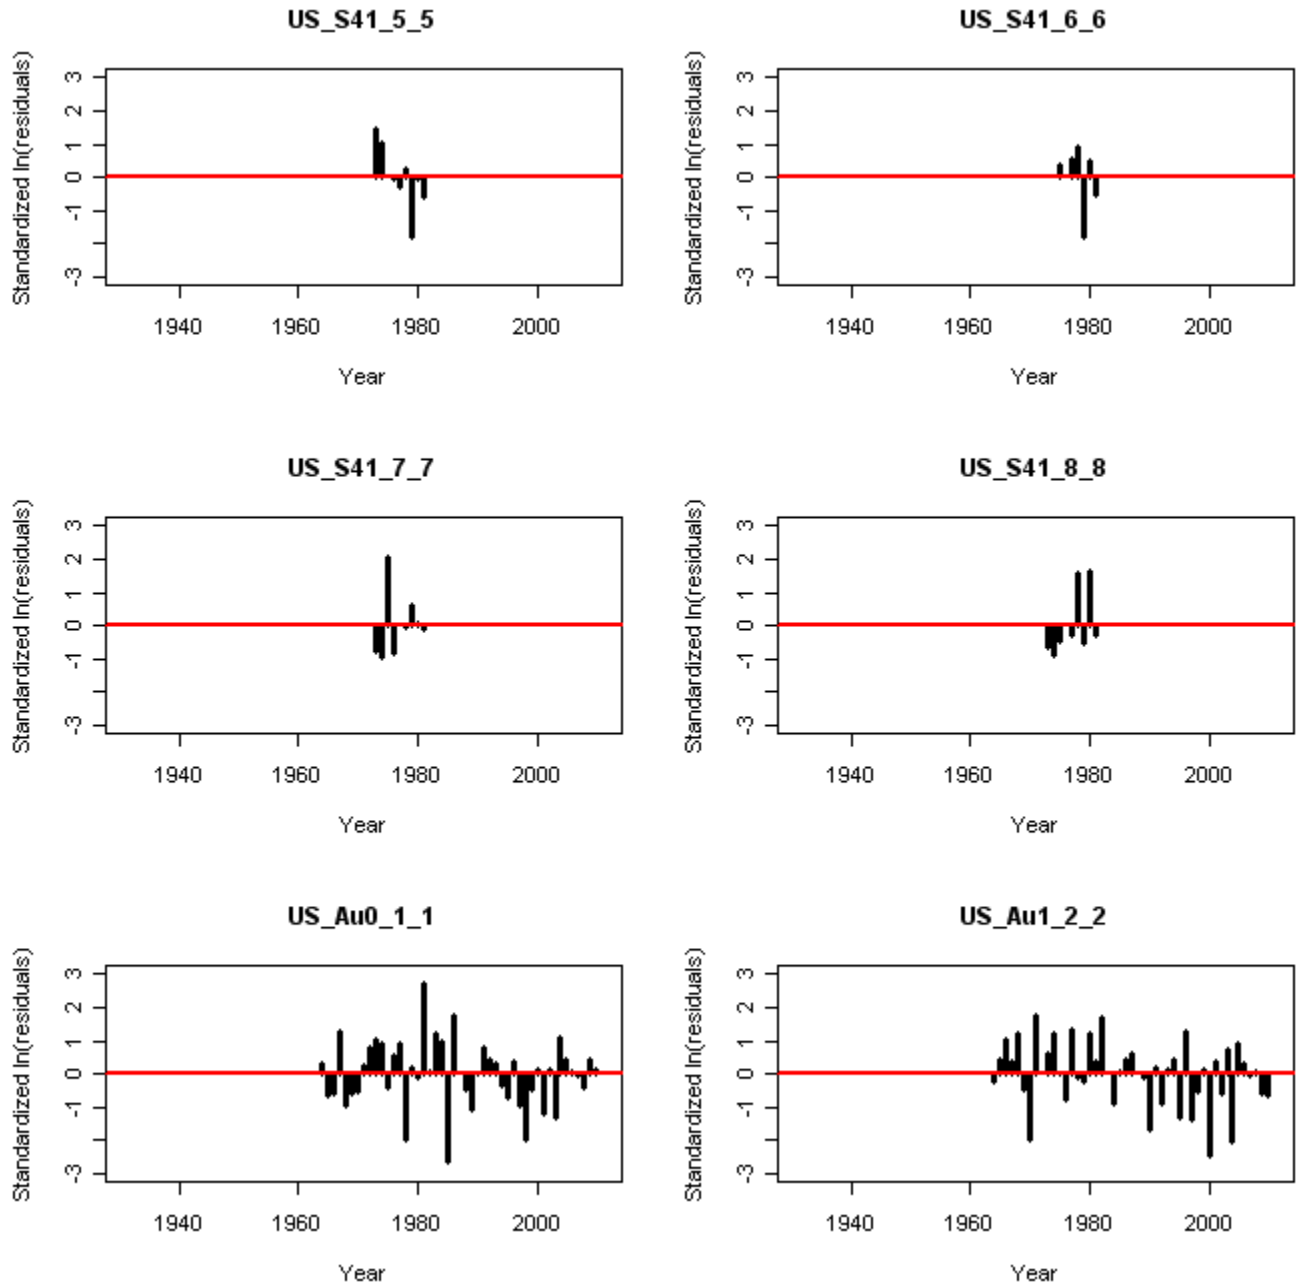 US_S41_5_5
Standardized ln(residuals)
3
2
1
0
-1
-3
1940 1960 1980 2000
Year
US_S41_6_6
Standardized ln(residuals)
3
2
1
0
-1
-3
1940 1960 1980 2000
Year
US_S41_7_7
Standardized ln(residuals)
3
2
1
0
-1
-3
1940 1960 1980 2000
Year
US_S41_8_8
Standardized ln(residuals)
3
2
1
0
-1
-3
1940 1960 1980 2000
Year
US_Au0_1_1
Standardized ln(residuals)
3
2
1
0
-1
-3
1940 1960 1980 2000
Year
US_Au1_2_2
Standardized ln(residuals)
3
2
1
0
-1
-3
1940 1960 1980 2000
Year